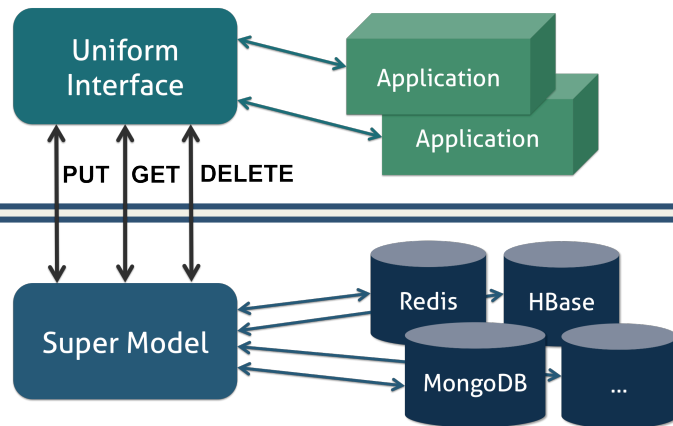 Uniform
Interface
Application
Application
PUT GET DELETE
Redis
HBase
Super Model
MongoDB
...